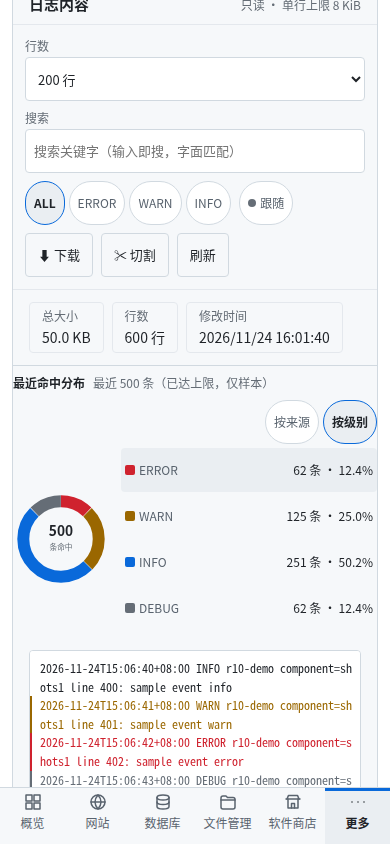 日志内容 只读 · 单行上限 8 KiB
行数
200 行
搜索
搜索关键字（输入即搜，字面匹配）
ALL ERROR WARN INFO 跟随
下载 切割 刷新
总大小 行数 修改时间
50.0 KB 600 行 2026/11/24 16:01:40
最近命中分布 最近 500 条（已达上限，仅样本）
按来源 按级别
ERROR 62 条 · 12.4%
WARN 125 条 · 25.0%
500
条命中
INFO 251 条 · 50.2%
DEBUG 62 条 · 12.4%
2026-11-24T15:06:40+08:00 INFO r10-demo component=sh
ots1 line 400: sample event info
2026-11-24T15:06:41+08:00 WARN r10-demo component=sh
ots1 line 401: sample event warn
2026-11-24T15:06:42+08:00 ERROR r10-demo component=s
hots1 line 402: sample event error
2026-11-24T15:06:43+08:00 DEBUG r10-demo component=s
概览 网站 数据库 文件管理 软件商店 更多